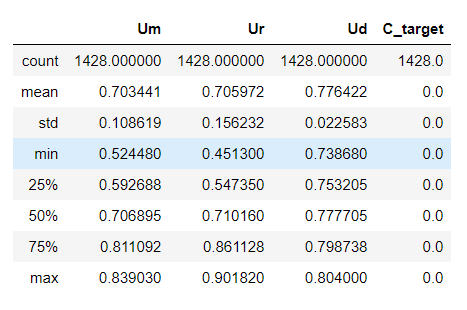 Um Ur Ud C_target
count 1428.000000 1428.000000 1428.000000 1428.0
mean 0.703441 0.705972 0.776422 0.0
std 0.108619 0.156232 0.022583 0.0
min 0.524480 0.451300 0.738680 0.0
25% 0.592688 0.547350 0.753205 0.0
50% 0.706895 0.710160 0.777705 0.0
75% 0.811092 0.861128 0.798738 0.0
max 0.839030 0.901820 0.804000 0.0